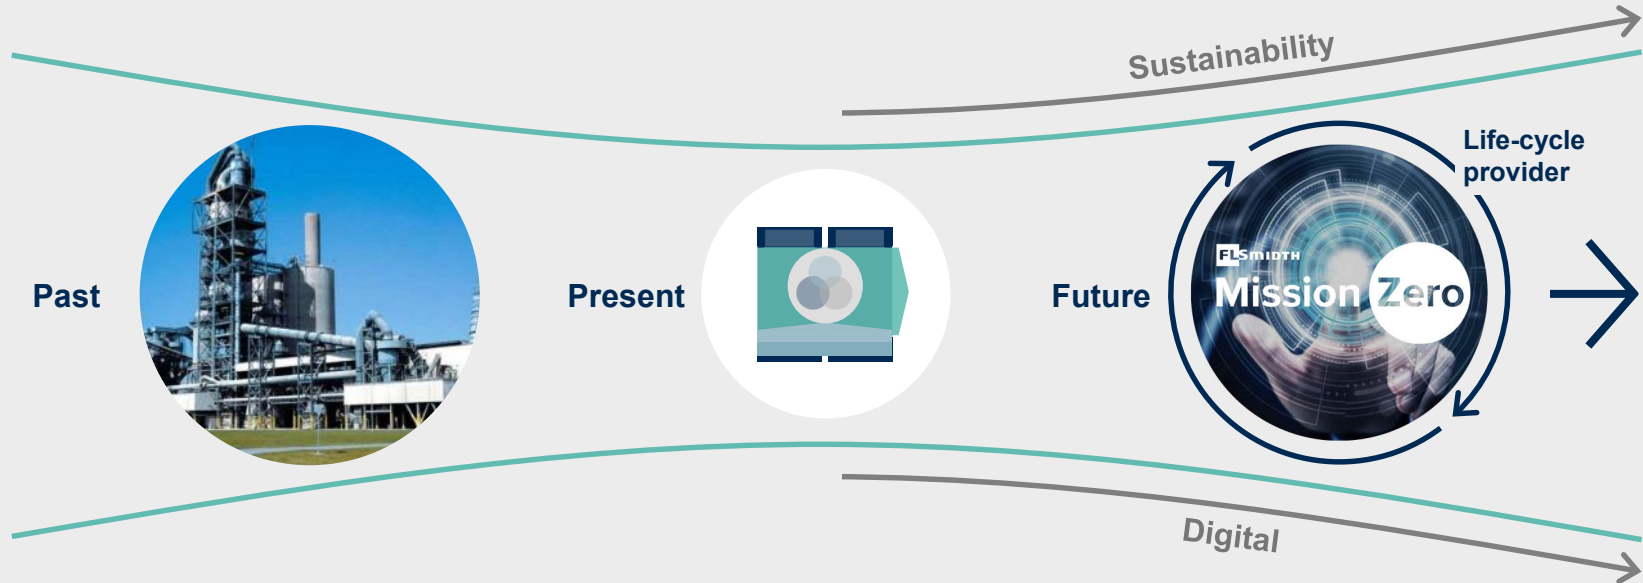 Sustainability
Life-cycle
provider
Past
Present
Future
FLSMIDTH
Mission Zero
Digital